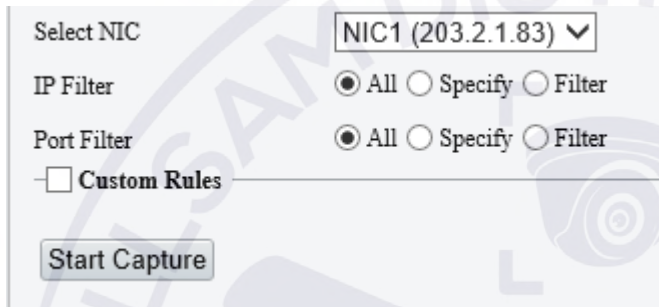 Select NIC NIC1 (203.2.1.83)
IP Filter All Specify Filter
Port Filter All Specify Filter
Custom Rules
Start Capture